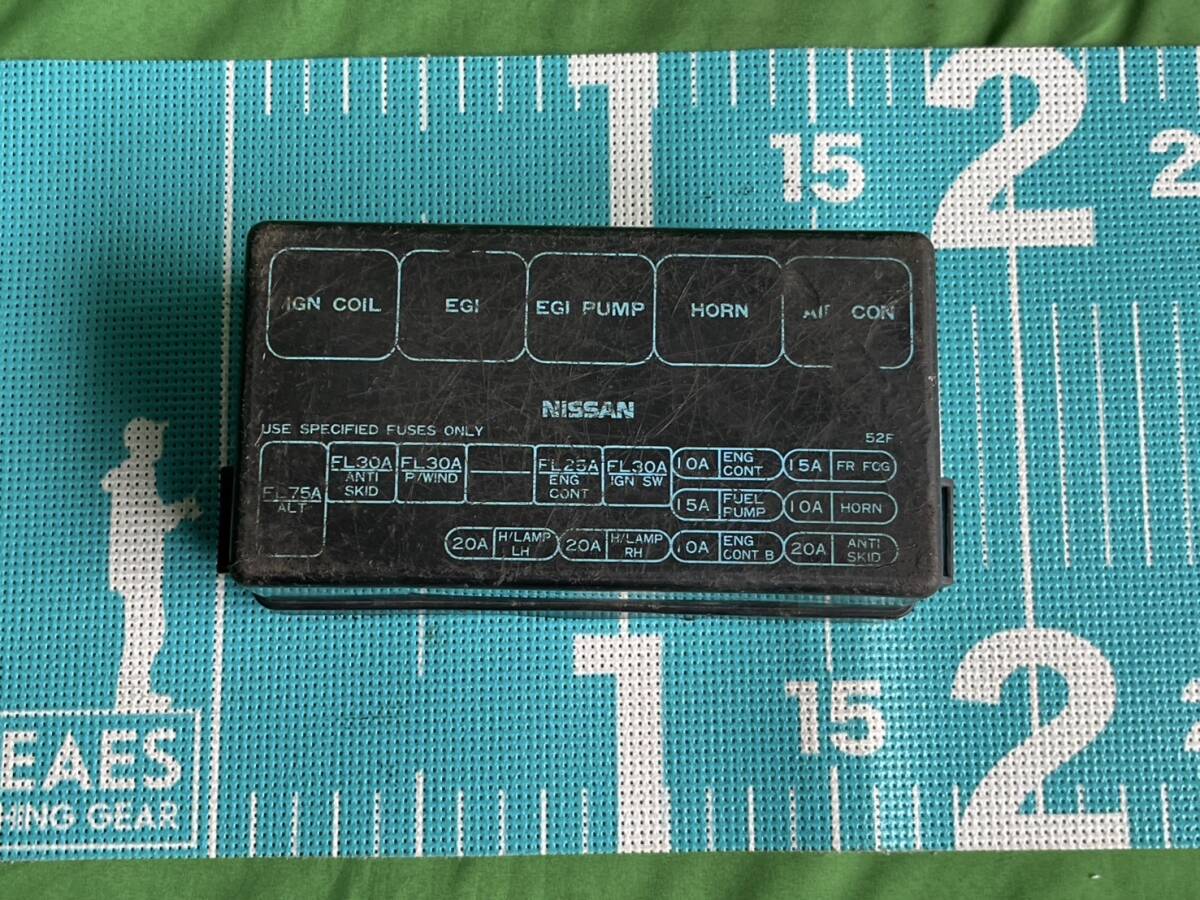 1
2
15
2
IGN COIL
EGI
EGI PUMP
HORN
AIR CON
NISSAN
USE SPECIFIED FUSES ONLY
52F
FL75A
ALT
FL30A
ANTI
SKID
FL30A
P/WIND
FL25A
ENG
CONT
FL30A
IGN SW
10A
ENG
CONT
15A
FR FOG
15A
FUEL
PUMP
10A
HORN
20A
H/LAMP
LH
20A
H/LAMP
RH
10A
ENG
CONT B
20A
ANTI
SKID
1
15
2
EAES
HING GEAR